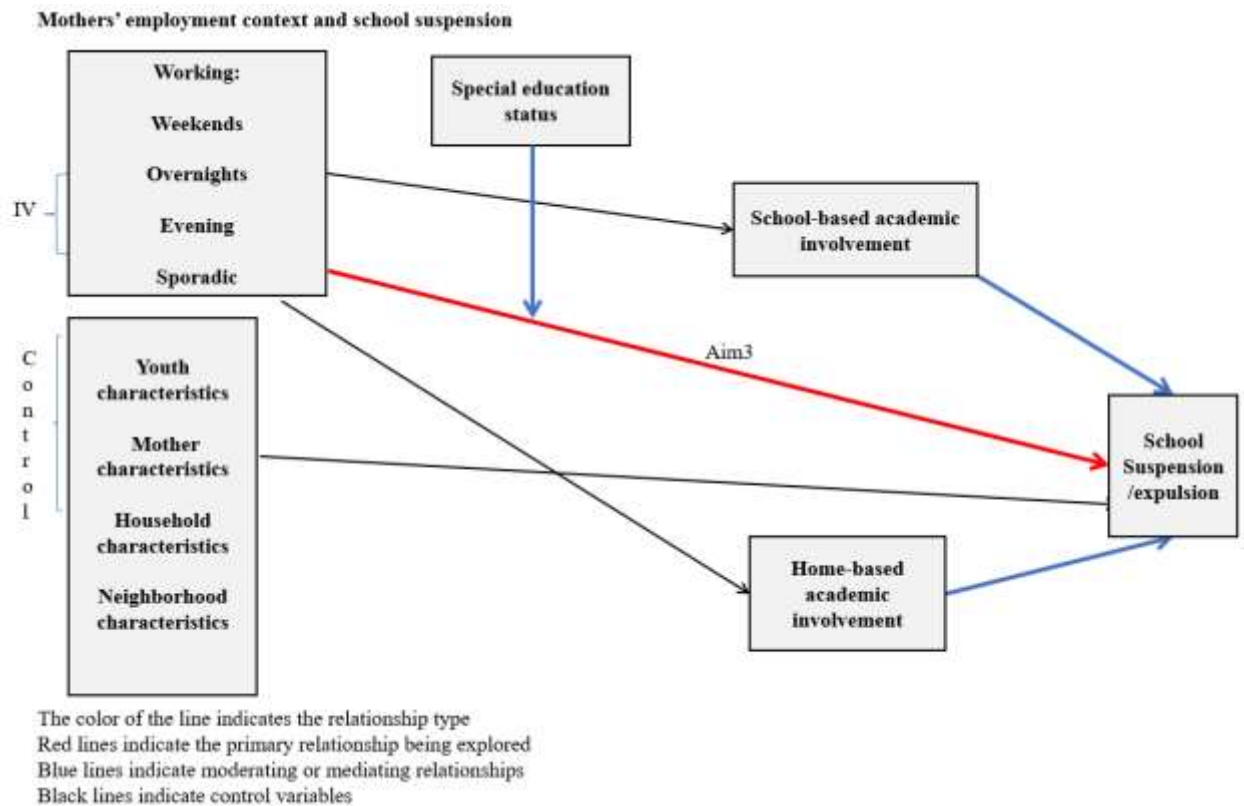 Mothers' employment context and school suspension
Working:
Weekends
Overnights
Evening
Sporadic
IV
Special education
status
School-based academic
involvement
Aim3
Control
Youth
characteristics
Mother
characteristics
Household
characteristics
Neighborhood
characteristics
School
Suspension
/expulsion
Home-based
academic
involvement
The color of the line indicates the relationship type
Red lines indicate the primary relationship being explored
Blue lines indicate moderating or mediating relationships
Black lines indicate control variables